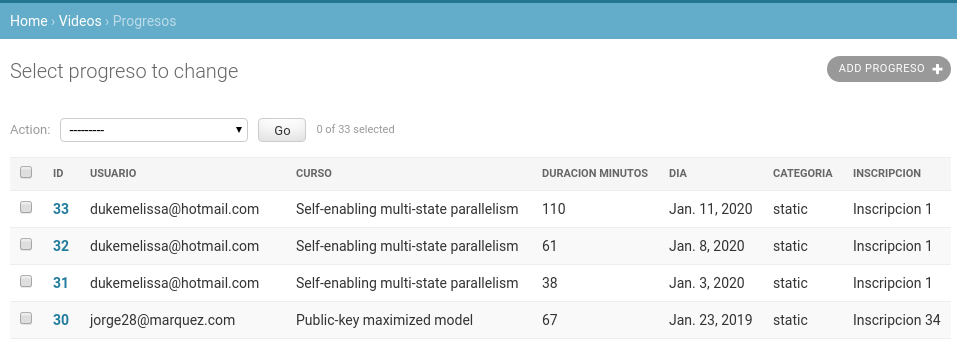 Home › Videos › Progresos
Select progreso to change
ADD PROGRESO +
Action: --------- Go 0 of 33 selected
ID USUARIO CURSO DURACION MINUTOS DIA CATEGORIA INSCRIPCION
33 dukemelissa@hotmail.com Self-enabling multi-state parallelism 110 Jan. 11, 2020 static Inscripcion 1
32 dukemelissa@hotmail.com Self-enabling multi-state parallelism 61 Jan. 8, 2020 static Inscripcion 1
31 dukemelissa@hotmail.com Self-enabling multi-state parallelism 38 Jan. 3, 2020 static Inscripcion 1
30 jorge28@marquez.com Public-key maximized model 67 Jan. 23, 2019 static Inscripcion 34